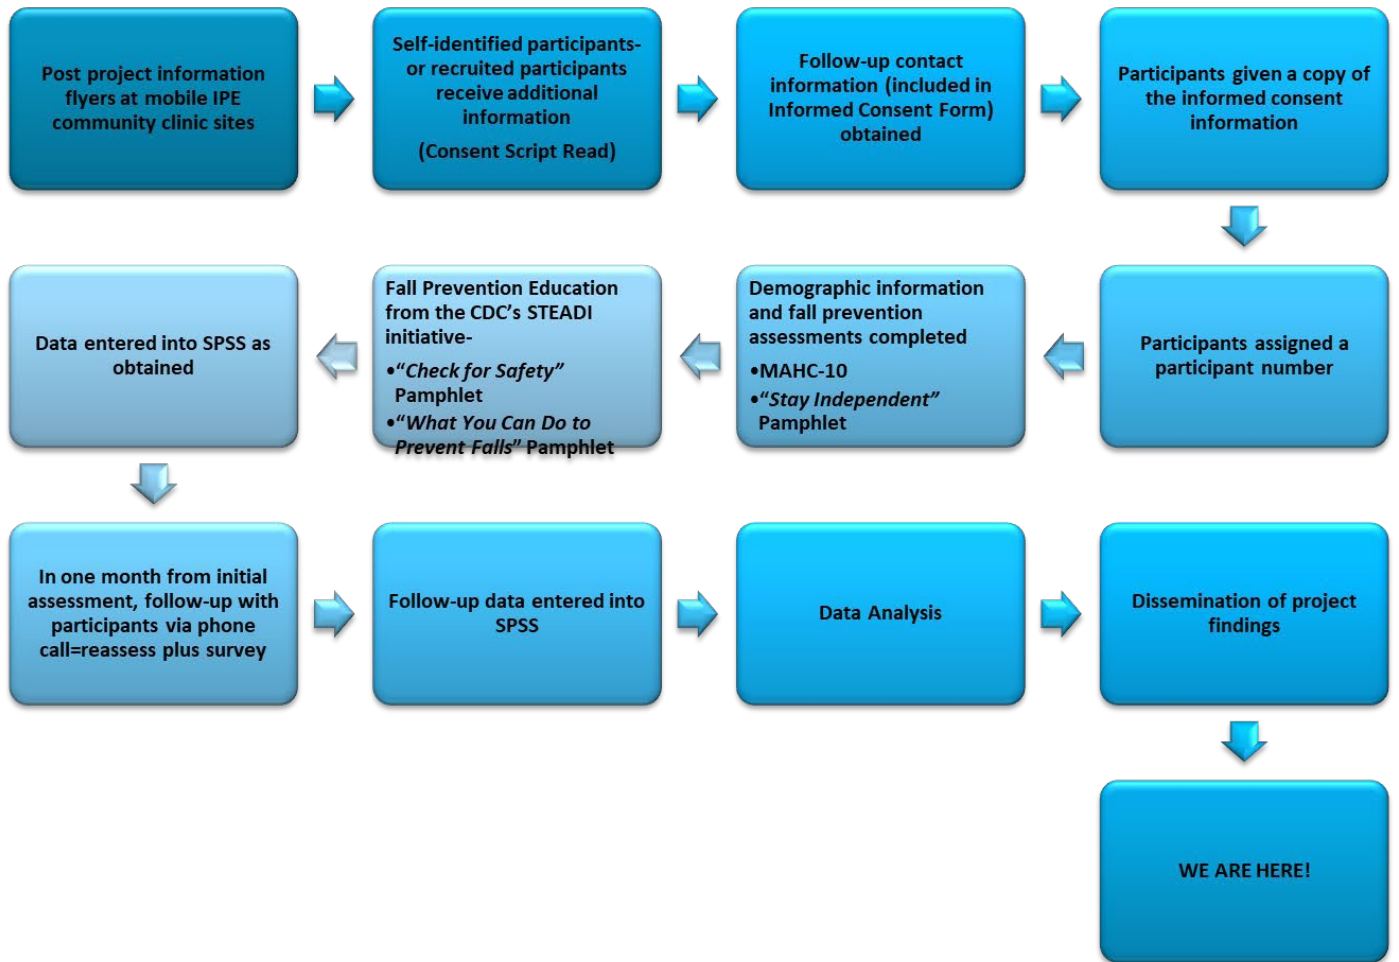 Post project information
flyers at mobile IPE
community clinic sites
Self-identified participants-
or recruited participants
receive additional
information
(Consent Script Read)
Follow-up contact
information (included in
Informed Consent Form)
obtained
Participants given a copy of
the informed consent
information
Participants assigned a
participant number
Demographic information
and fall prevention
assessments completed
•MAHC-10
•“Stay Independent”
Pamphlet
Fall Prevention Education
from the CDC’s STEADI
initiative-
•“Check for Safety”
Pamphlet
•“What You Can Do to
Prevent Falls” Pamphlet
Data entered into SPSS as
obtained
In one month from initial
assessment, follow-up with
participants via phone
call=reassess plus survey
Follow-up data entered into
SPSS
Data Analysis
Dissemination of project
findings
WE ARE HERE!